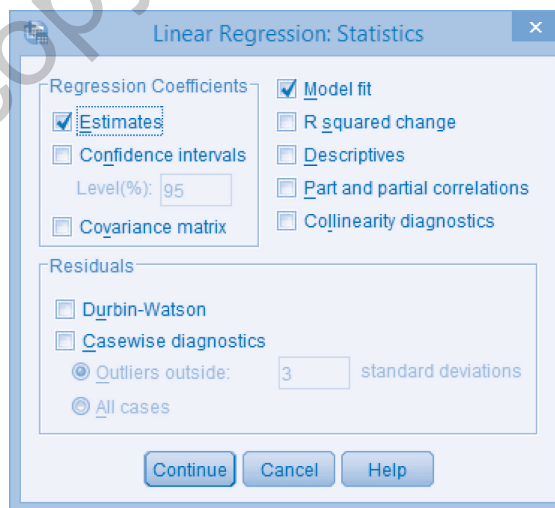 copy
Linear Regression: Statistics
Regression Coefficients
Estimates
Confidence intervals
Level(%): 95
Covariance matrix
Model fit
R squared change
Descriptives
Part and partial correlations
Collinearity diagnostics
Residuals
Durbin-Watson
Casewise diagnostics
Outliers outside: 3 standard deviations
All cases
Continue Cancel Help